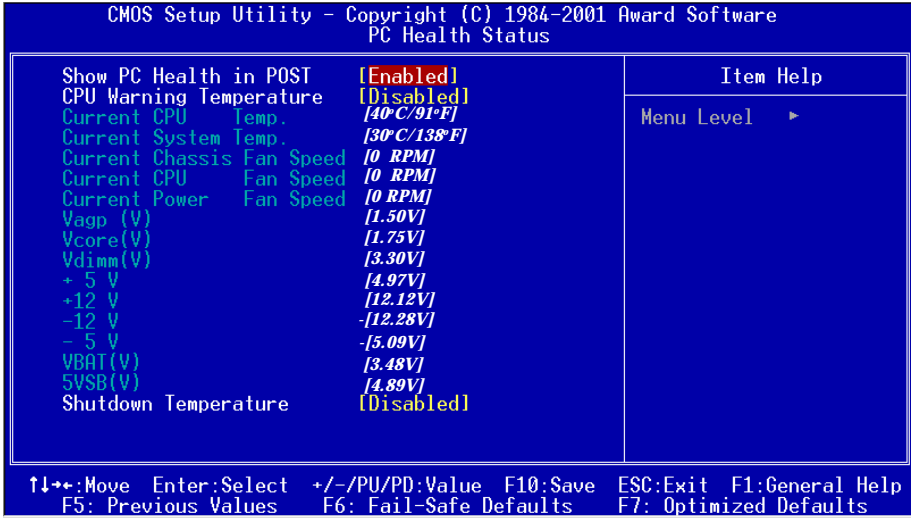 CMOS Setup Utility - Copyright (C) 1984-2001 Award Software
PC Health Status
Show PC Health in POST [Enabled]
CPU Warning Temperature [Disabled]
Current CPU Temp. [40°C/91°F]
Current System Temp. [30°C/138°F]
Current Chassis Fan Speed [0 RPM]
Current CPU Fan Speed [0 RPM]
Current Power Fan Speed [0 RPM]
Vagp (V) [1.50V]
Vcore(V) [1.75V]
Vdimm(V) [3.30V]
+ 5 V [4.97V]
+12 V [12.12V]
-12 V -[12.28V]
- 5 V -[5.09V]
VBAT(V) [3.48V]
5VSB(V) [4.89V]
Shutdown Temperature [Disabled]
Item Help
Menu Level ►
↑↓→←:Move Enter:Select +/-/PU/PD:Value F10:Save ESC:Exit F1:General Help
F5: Previous Values F6: Fail-Safe Defaults F7: Optimized Defaults